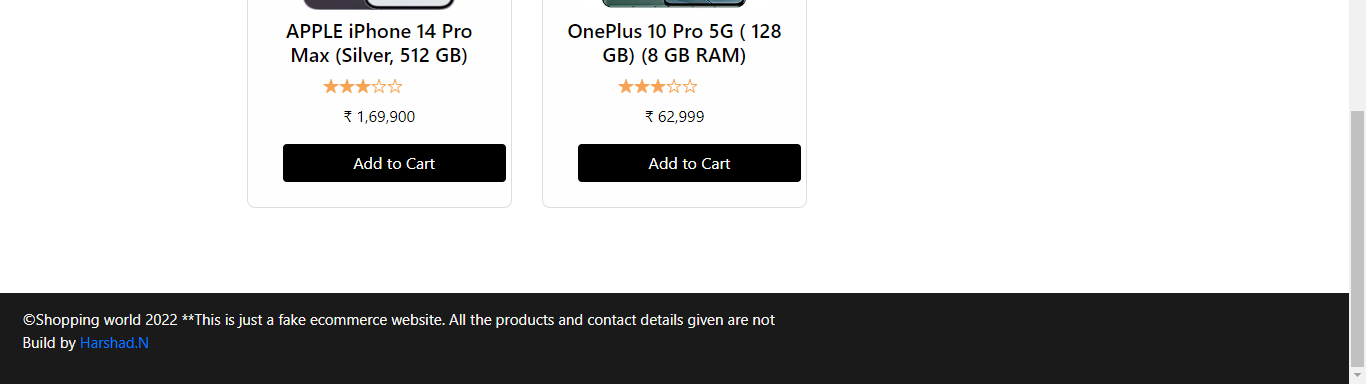 APPLE iPhone 14 Pro
Max (Silver, 512 GB)
₹ 1,69,900
Add to Cart
OnePlus 10 Pro 5G ( 128
GB) (8 GB RAM)
₹ 62,999
Add to Cart
©Shopping world 2022 **This is just a fake ecommerce website. All the products and contact details given are not
Build by Harshad.N